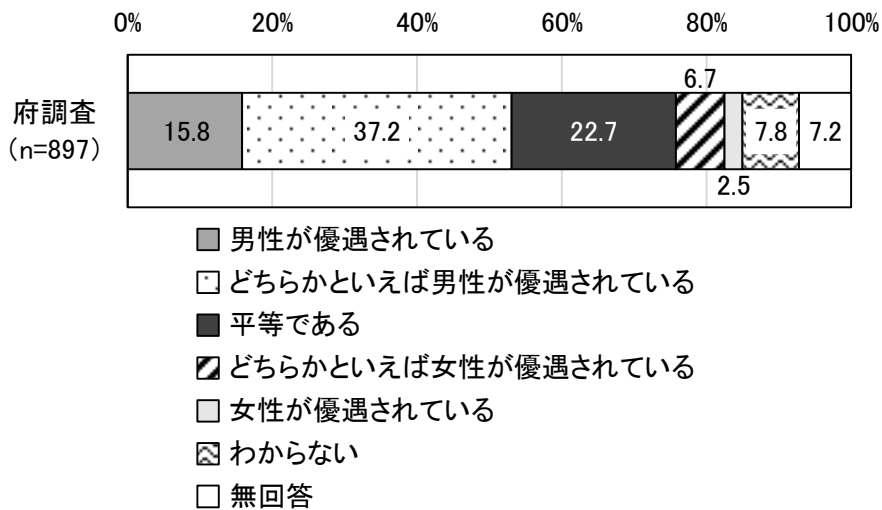 0% 20% 40% 60% 80% 100%
6.7
府調査
(n=897)
15.8 37.2 22.7 7.8 7.2
2.5
男性が優遇されている
どちらかといえば男性が優遇されている
平等である
どちらかといえば女性が優遇されている
女性が優遇されている
わからない
無回答